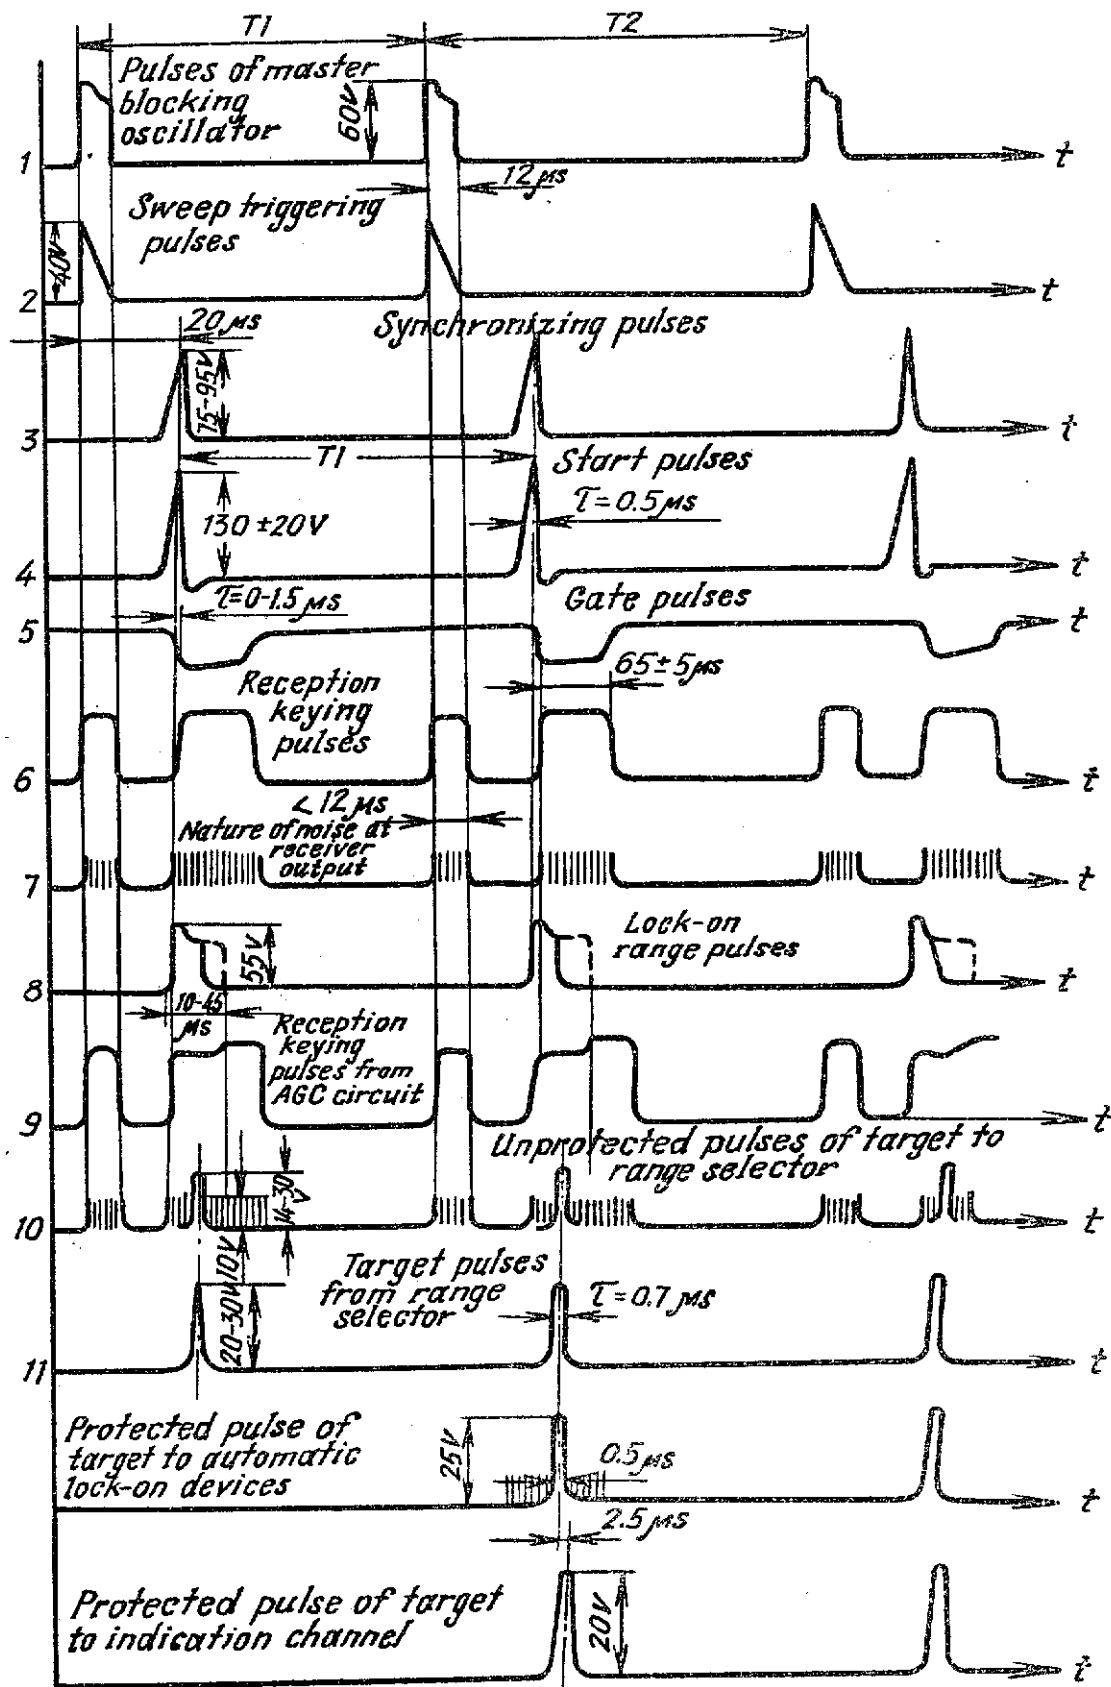 T1
T2
Pulses of master
blocking
oscillator
60V
1
t
12 μs
Sweep triggering
pulses
40V
2
t
20 μs
Synchronizing pulses
75-95V
3
t
T1
Start pulses
τ=0.5 μs
130 ±20V
4
t
τ=0-1.5 μs
Gate pulses
5
t
65±5 μs
Reception
keying
pulses
6
t
<12 μs
Nature of noise at
receiver
output
7
t
Lock-on
range pulses
55V
8
t
10-45
μs
Reception
keying
pulses from
AGC circuit
9
t
Unprotected pulses of target to
range selector
14-30
V
10
t
10V
Target pulses
from range
selector
20-30V
τ=0.7 μs
11
t
Protected pulse of
target to automatic
lock-on devices
25V
0.5 μs
t
2.5 μs
Protected pulse of target
to indication channel
20V
t